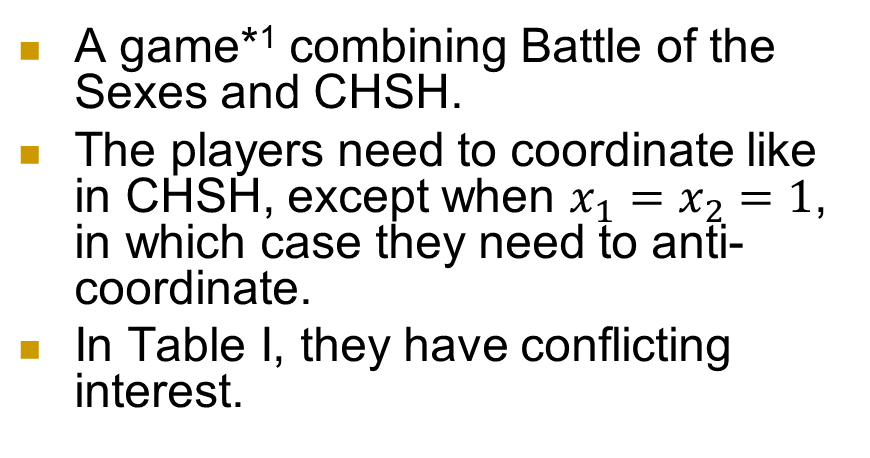 ■ A game*¹ combining Battle of the
Sexes and CHSH.
■ The players need to coordinate like
in CHSH, except when 𝑥₁ = 𝑥₂ = 1,
in which case they need to anti-
coordinate.
■ In Table I, they have conflicting
interest.